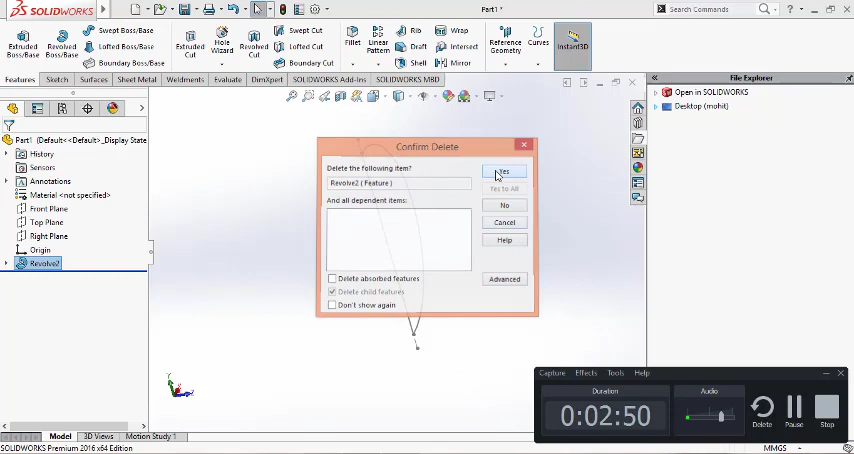 SOLIDWORKS
Part1 *
Search Commands
Extruded Boss/Base
Revolved Boss/Base
Swept Boss/Base
Lofted Boss/Base
Boundary Boss/Base
Extruded Cut
Hole Wizard
Revolved Cut
Swept Cut
Lofted Cut
Boundary Cut
Fillet
Linear Pattern
Rib
Draft
Shell
Wrap
Intersect
Mirror
Reference Geometry
Curves
Instant3D
Features
Sketch
Surfaces
Sheet Metal
Weldments
Evaluate
DimXpert
SOLIDWORKS Add-Ins
SOLIDWORKS MBD
Part1 (Default<<Default>_Display State
History
Sensors
Annotations
Material <not specified>
Front Plane
Top Plane
Right Plane
Origin
Revolve2
Confirm Delete
Delete the following item?
Revolve2 ( Feature )
And all dependent items:
Delete absorbed features
Delete child features
Don't show again
Yes
Yes to All
No
Cancel
Help
Advanced
File Explorer
Open in SOLIDWORKS
Desktop (mohit)
Y
Z
Capture Effects Tools Help
Duration
0:02:50
Audio
Delete
Pause
Stop
Model
3D Views
Motion Study 1
SOLIDWORKS Premium 2016 x64 Edition
MMGS